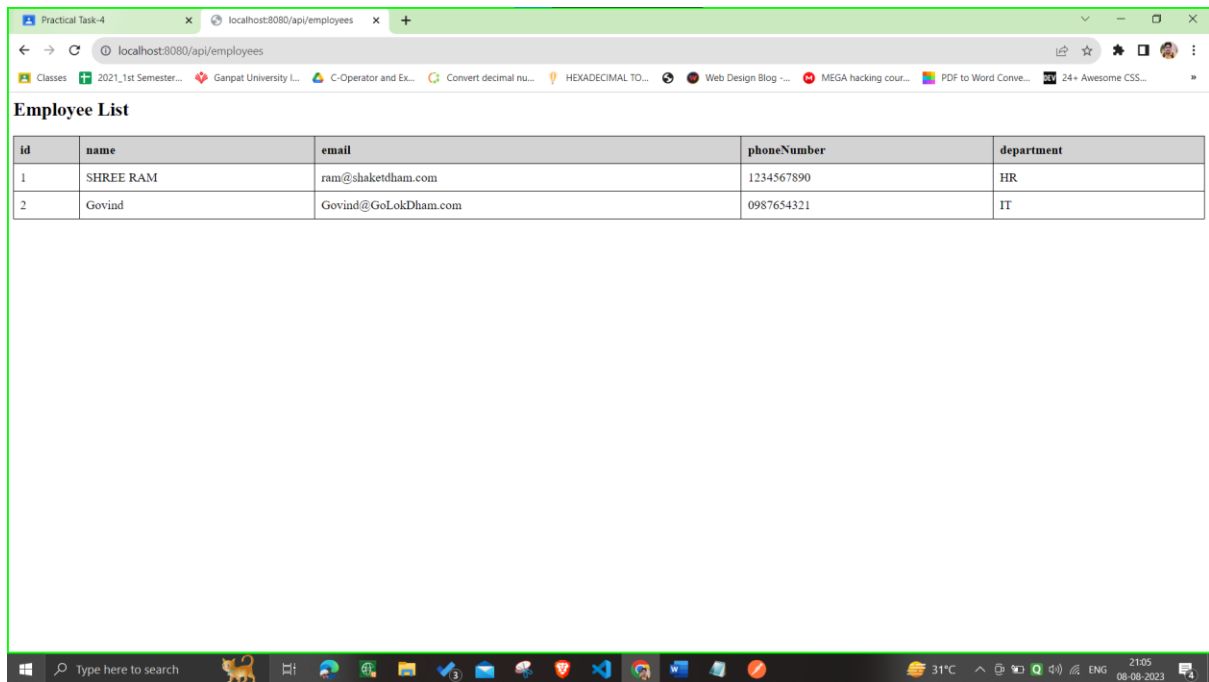 Practical Task-4 localhost:8080/api/employees
localhost:8080/api/employees
Classes 2021_1st Semester... Ganpat University I... C-Operator and Ex... Convert decimal nu... HEXADECIMAL TO... Web Design Blog -... MEGA hacking cour... PDF to Word Conve... DEV 24+ Awesome CSS... »
Employee List
id name email phoneNumber department
1 SHREE RAM ram@shaketdham.com 1234567890 HR
2 Govind Govind@GoLokDham.com 0987654321 IT
Type here to search 3 31°C ENG 21:05
08-08-2023 4